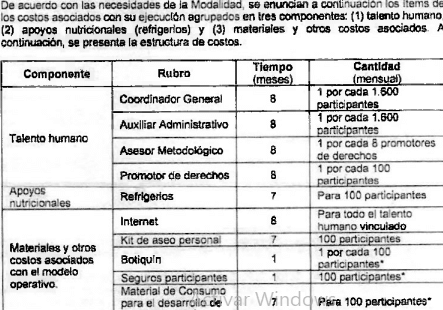 De acuerdo con las necesidades de la Modalidad, se enuncian a continuación los ítems de
los costos asociados con su ejecución agrupados en tres componentes: (1) talento humano,
(2) apoyos nutricionales (refrigerios) y (3) materiales y otros costos asociados. A
continuación, se presenta la estructura de costos.
Componente Rubro Tiempo (meses) Cantidad (mensual)
Talento humano
Coordinador General 8 1 por cada 1.600 participantes
Auxiliar Administrativo 8 1 por cada 1.600 participantes
Asesor Metodológico 8 1 por cada 8 promotores de derechos
Promotor de derechos 8 1 por cada 100 participantes
Apoyos nutricionales Refrigerios 7 Para 100 participantes
Materiales y otros costos asociados con el modelo operativo.
Internet 8 Para todo el talento humano vinculado
Kit de aseo personal 7 100 participantes
Botiquín 1 1 por cada 100 participantes*
Seguros participantes 1 100 participantes*
Material de Consumo para el desarrollo de 7 Para 100 participantes*
Activar Windows